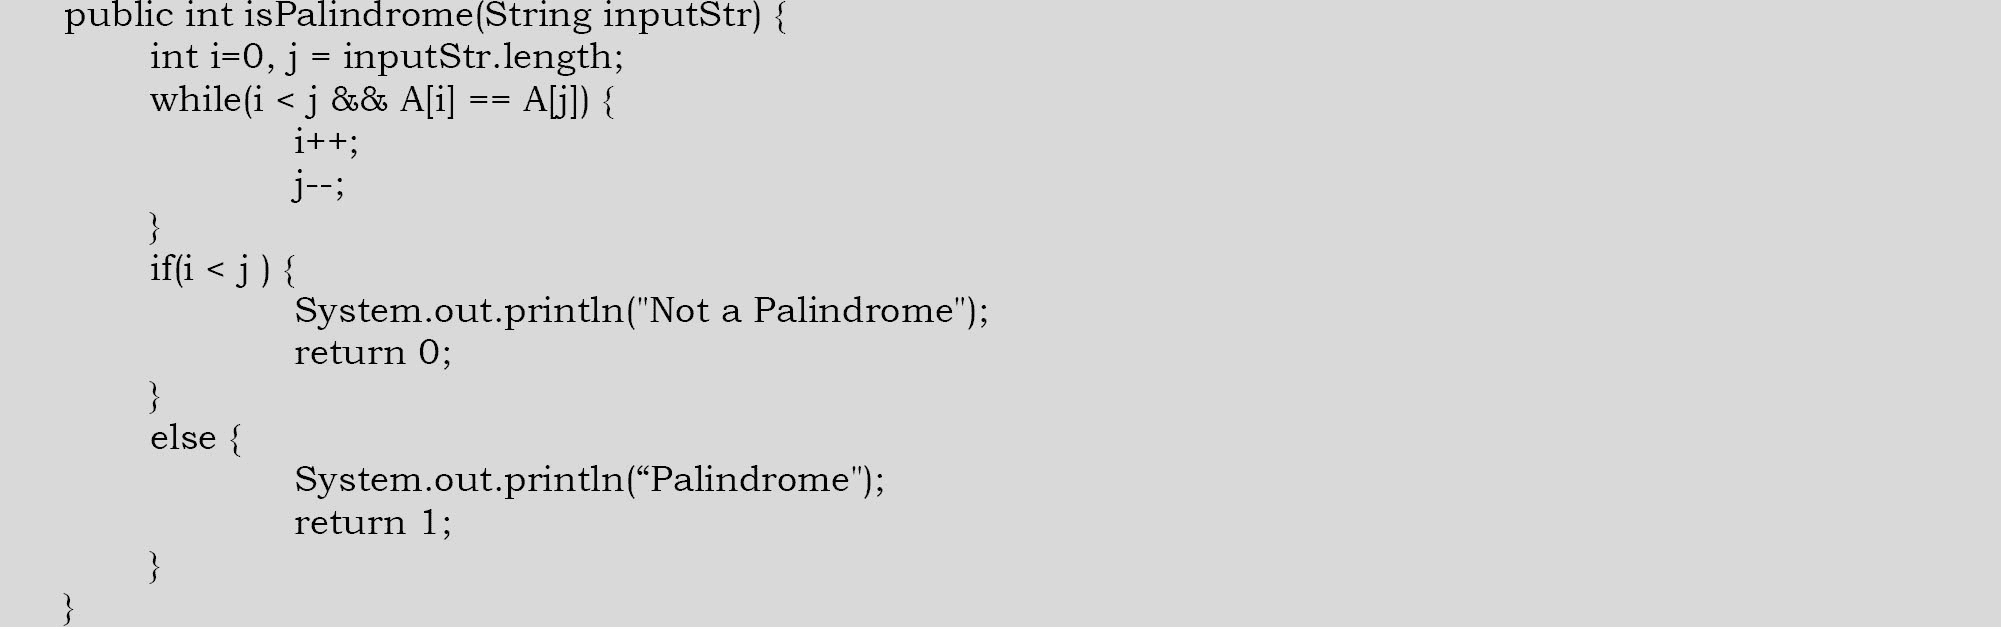 public int isPalindrome(String inputStr) {
int i=0, j = inputStr.length;
while(i < j && A[i] == A[j]) {
i++;
j--;
}
if(i < j ) {
System.out.println("Not a Palindrome");
return 0;
}
else {
System.out.println(“Palindrome");
return 1;
}
}